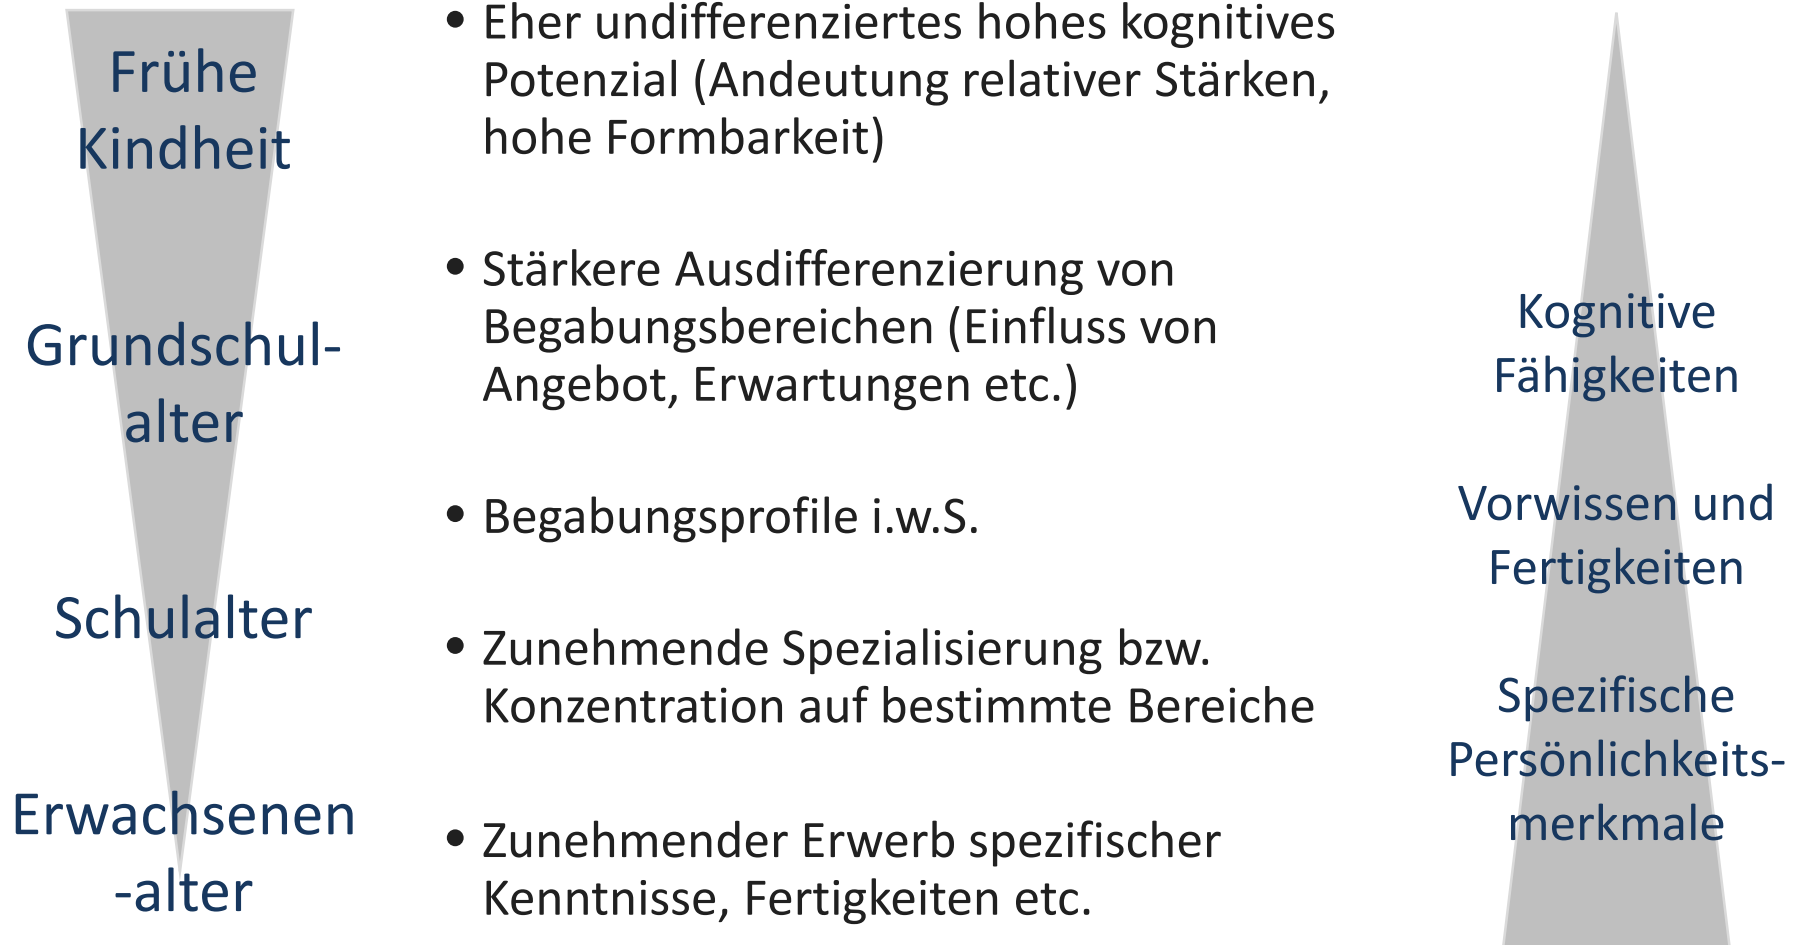 Frühe
Kindheit
Grundschul-
alter
Schulalter
Erwachsenen
-alter
• Eher undifferenziertes hohes kognitives
Potenzial (Andeutung relativer Stärken,
hohe Formbarkeit)
• Stärkere Ausdifferenzierung von
Begabungsbereichen (Einfluss von
Angebot, Erwartungen etc.)
• Begabungsprofile i.w.S.
• Zunehmende Spezialisierung bzw.
Konzentration auf bestimmte Bereiche
• Zunehmender Erwerb spezifischer
Kenntnisse, Fertigkeiten etc.
Kognitive
Fähigkeiten
Vorwissen und
Fertigkeiten
Spezifische
Persönlichkeits-
merkmale